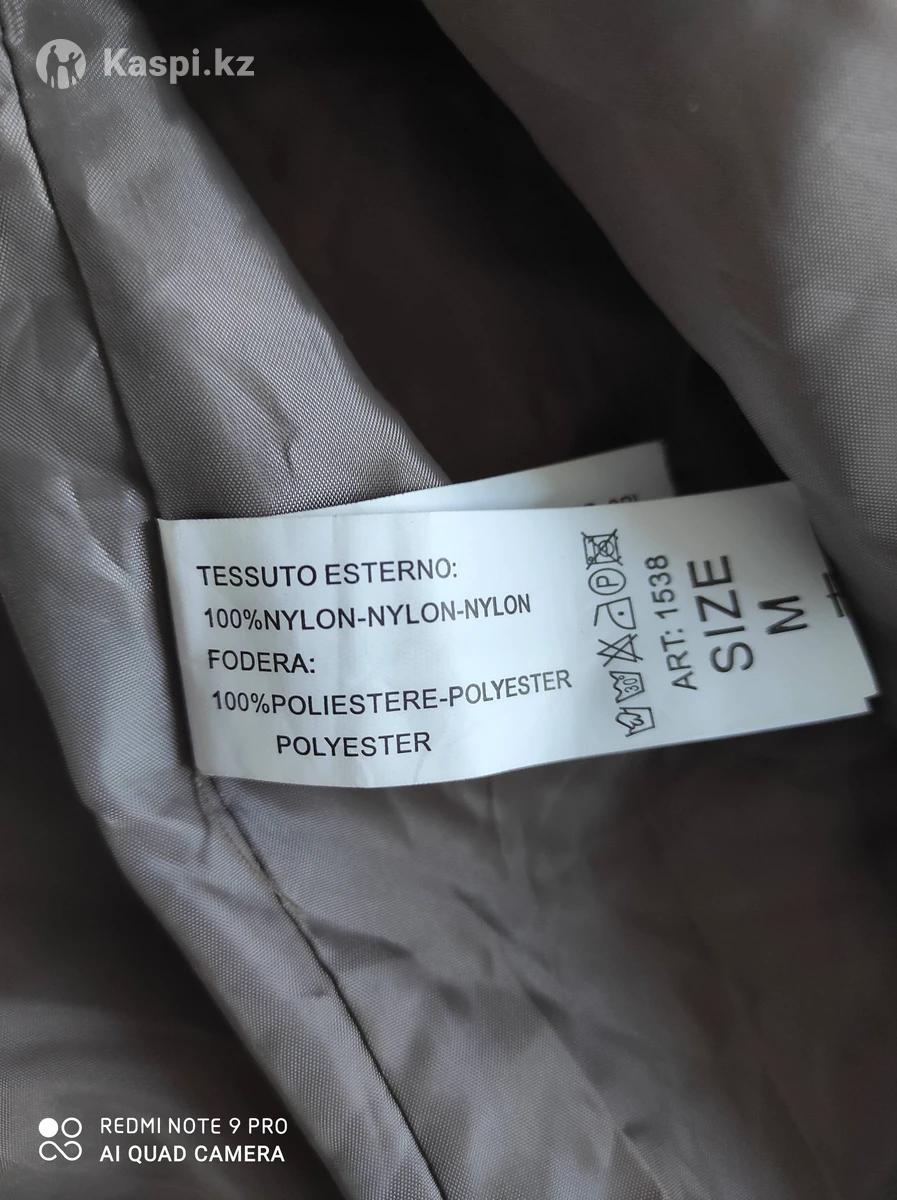 Kaspi.kz
TESSUTO ESTERNO:
100%NYLON-NYLON-NYLON
FODERA:
100%POLIESTERE-POLYESTER
POLYESTER
30°
P
ART: 1538
SIZE
M
REDMI NOTE 9 PRO
AI QUAD CAMERA